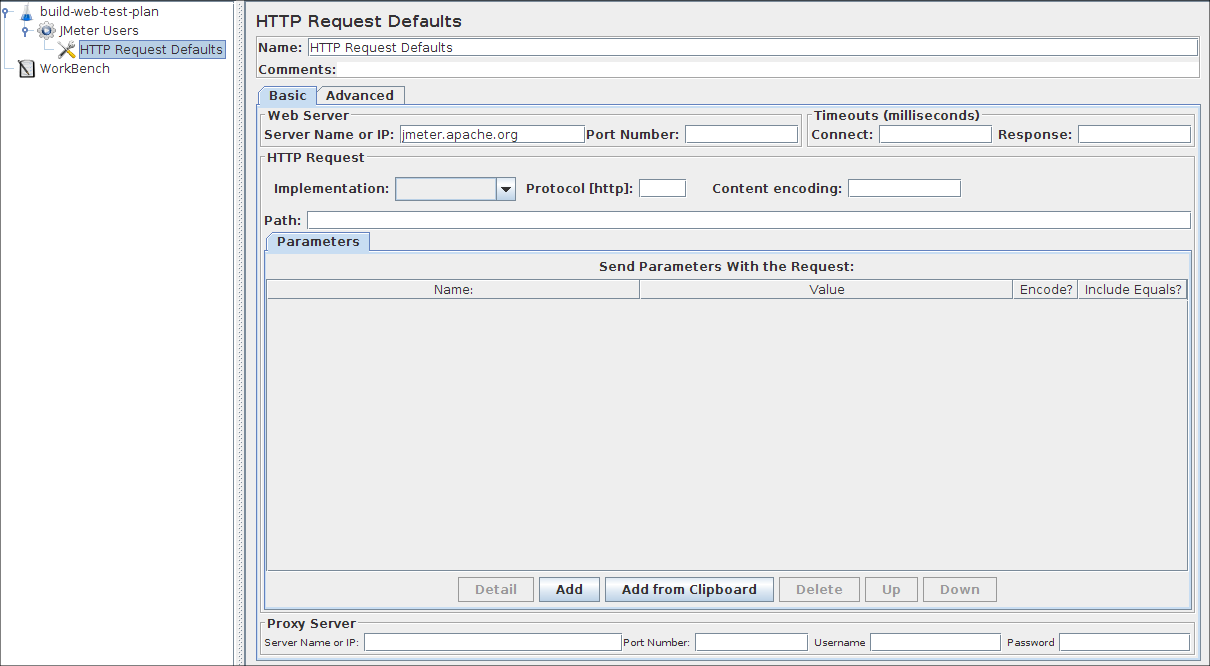 build-web-test-plan
JMeter Users
HTTP Request Defaults
WorkBench
HTTP Request Defaults
Name: HTTP Request Defaults
Comments:
Basic Advanced
Web Server
Server Name or IP: jmeter.apache.org Port Number:
Timeouts (milliseconds)
Connect: Response:
HTTP Request
Implementation: Protocol [http]: Content encoding:
Path:
Parameters
Send Parameters With the Request:
Name: Value Encode? Include Equals?
Detail Add Add from Clipboard Delete Up Down
Proxy Server
Server Name or IP: Port Number: Username Password